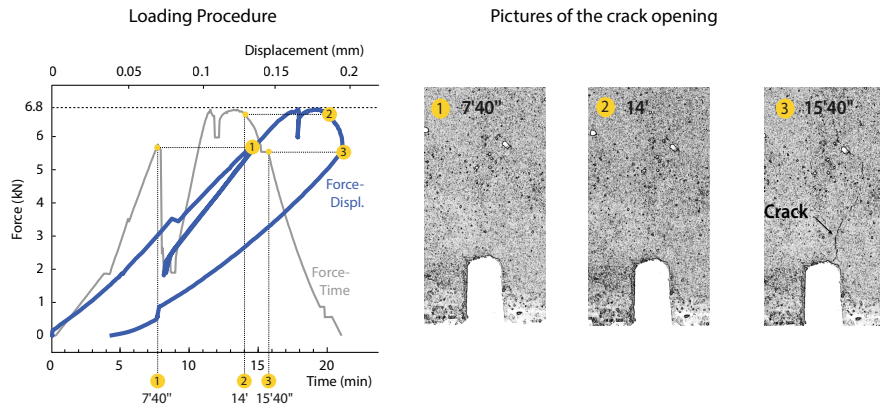 Loading Procedure
Pictures of the crack opening
Displacement (mm)
0 0.05 0.1 0.15 0.2
6.8
6
5
4
3
2
1
0
Force (kN)
1
2
3
Force-
Displ.
Force-
Time
0 5 10 15 20
Time (min)
1 2 3
7'40" 14' 15'40"
1 7'40"
2 14'
3 15'40"
Crack